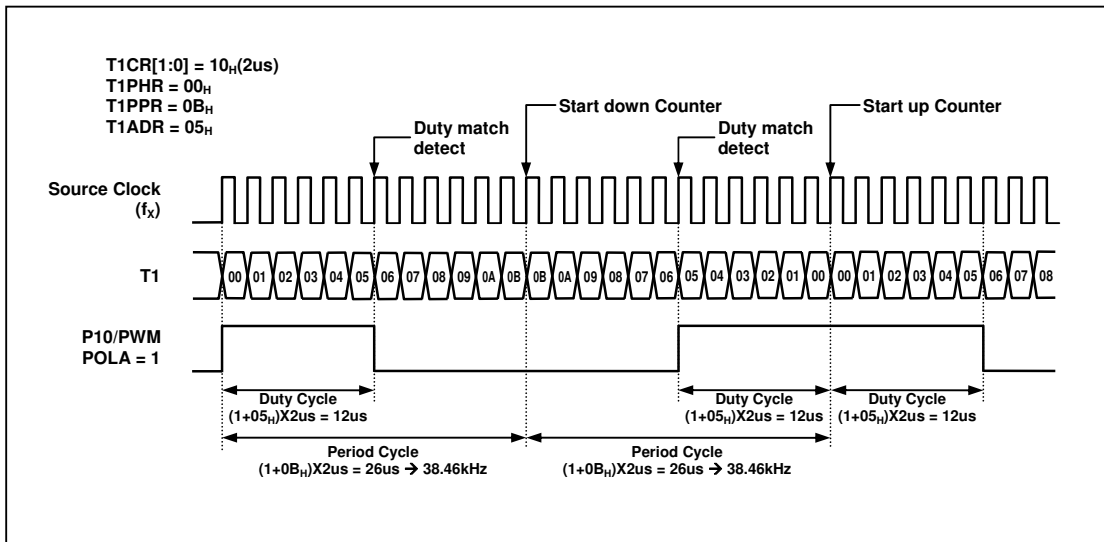 T1CR[1:0] = 10H(2us)
T1PHR = 00H
T1PPR = 0BH
T1ADR = 05H
Duty match
detect
Start down Counter
Duty match
detect
Start up Counter
Source Clock
(fX)
T1
00 01 02 03 04 05 06 07 08 09 0A 0B 0B 0A 09 08 07 06 05 04 03 02 01 00 00 01 02 03 04 05 06 07 08
P10/PWM
POLA = 1
Duty Cycle
(1+05H)X2us = 12us
Duty Cycle
(1+05H)X2us = 12us
Duty Cycle
(1+05H)X2us = 12us
Period Cycle
(1+0BH)X2us = 26us → 38.46kHz
Period Cycle
(1+0BH)X2us = 26us → 38.46kHz